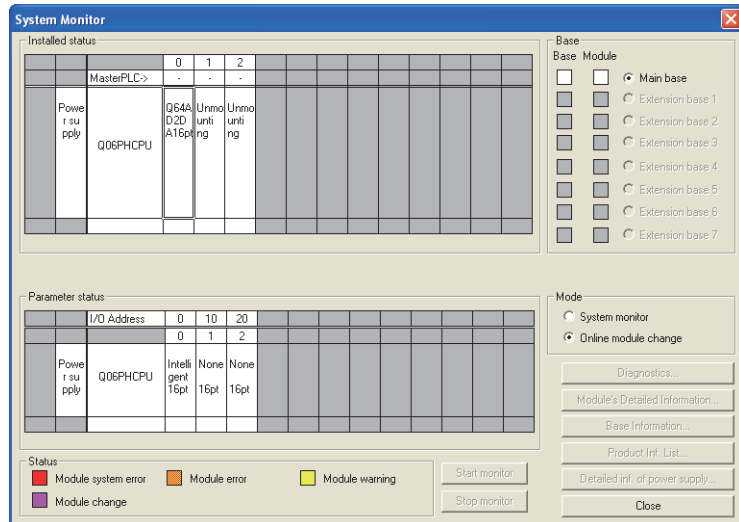 System Monitor
Installed status
0 1 2
MasterPLC-> - - -
Powe
r su
pply
Q06PHCPU
Q64A
D2D
A16pt
Unmo
unti
ng
Unmo
unti
ng
Base
Base Module
Main base
Extension base 1
Extension base 2
Extension base 3
Extension base 4
Extension base 5
Extension base 6
Extension base 7
Parameter status
I/O Address 0 10 20
0 1 2
Powe
r su
pply
Q06PHCPU
Intelli
gent
16pt
None
16pt
None
16pt
Mode
System monitor
Online module change
Diagnostics...
Module's Detailed Information...
Base Information...
Product Inf. List...
Detailed inf. of power supply...
Close
Status
Module system error
Module error
Module warning
Module change
Start monitor
Stop monitor